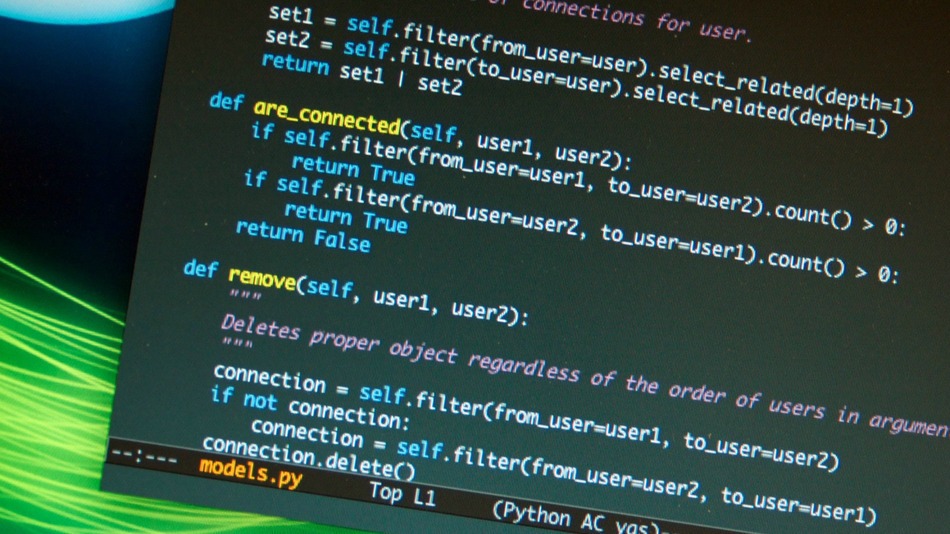 connections for user.
set1 = self.filter(from_user=user).select_related(depth=1)
set2 = self.filter(to_user=user).select_related(depth=1)
return set1 | set2
def are_connected(self, user1, user2):
if self.filter(from_user=user1, to_user=user2).count() > 0:
return True
if self.filter(from_user=user2, to_user=user1).count() > 0:
return True
return False
def remove(self, user1, user2):
"""
Deletes proper object regardless of the order of users in argumen
"""
connection = self.filter(from_user=user1, to_user=user2)
if not connection:
connection = self.filter(from_user=user2, to_user=user1)
connection.delete()
--:--- models.py Top L1 (Python AC yas)